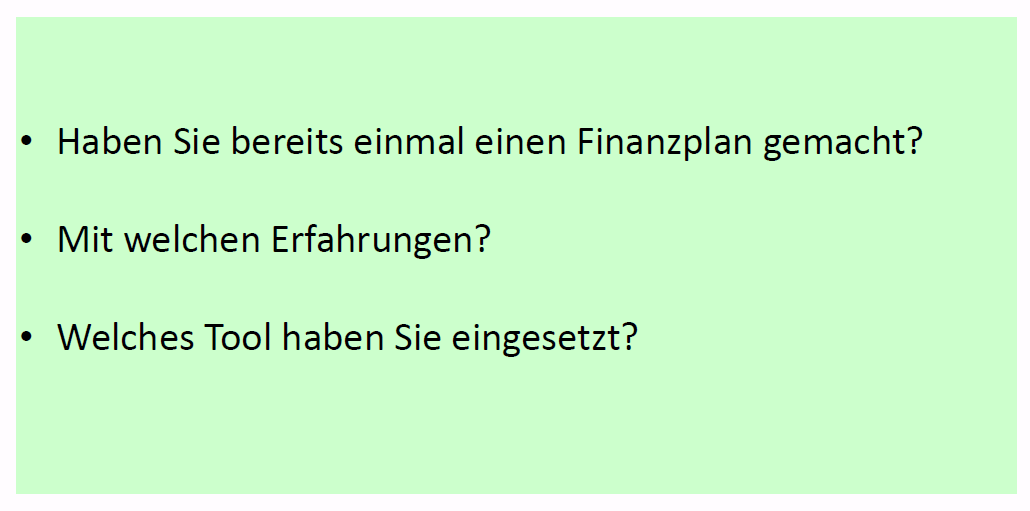 • Haben Sie bereits einmal einen Finanzplan gemacht?
• Mit welchen Erfahrungen?
• Welches Tool haben Sie eingesetzt?